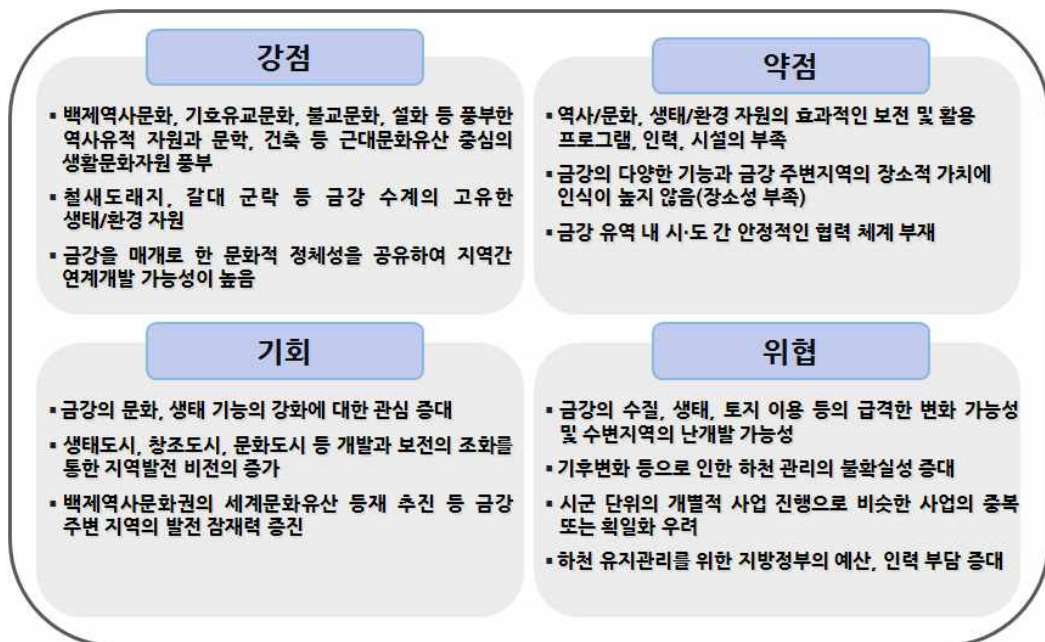 강점
▪ 백제역사문화, 기호유교문화, 불교문화, 설화 등 풍부한
역사유적 자원과 문학, 건축 등 근대문화유산 중심의
생활문화자원 풍부
▪ 철새도래지, 갈대 군락 등 금강 수계의 고유한
생태/환경 자원
▪ 금강을 매개로 한 문화적 정체성을 공유하여 지역간
연계개발 가능성이 높음
약점
▪ 역사/문화, 생태/환경 자원의 효과적인 보전 및 활용
프로그램, 인력, 시설의 부족
▪ 금강의 다양한 기능과 금강 주변지역의 장소적 가치에
인식이 높지 않음(장소성 부족)
▪ 금강 유역 내 시·도 간 안정적인 협력 체계 부재
기회
▪ 금강의 문화, 생태 기능의 강화에 대한 관심 증대
▪ 생태도시, 창조도시, 문화도시 등 개발과 보전의 조화를
통한 지역발전 비전의 증가
▪ 백제역사문화권의 세계문화유산 등재 추진 등 금강
주변 지역의 발전 잠재력 증진
위협
▪ 금강의 수질, 생태, 토지 이용 등의 급격한 변화 가능성
및 수변지역의 난개발 가능성
▪ 기후변화 등으로 인한 하천 관리의 불확실성 증대
▪ 시군 단위의 개별적 사업 진행으로 비슷한 사업의 중복
또는 획일화 우려
▪ 하천 유지관리를 위한 지방정부의 예산, 인력 부담 증대